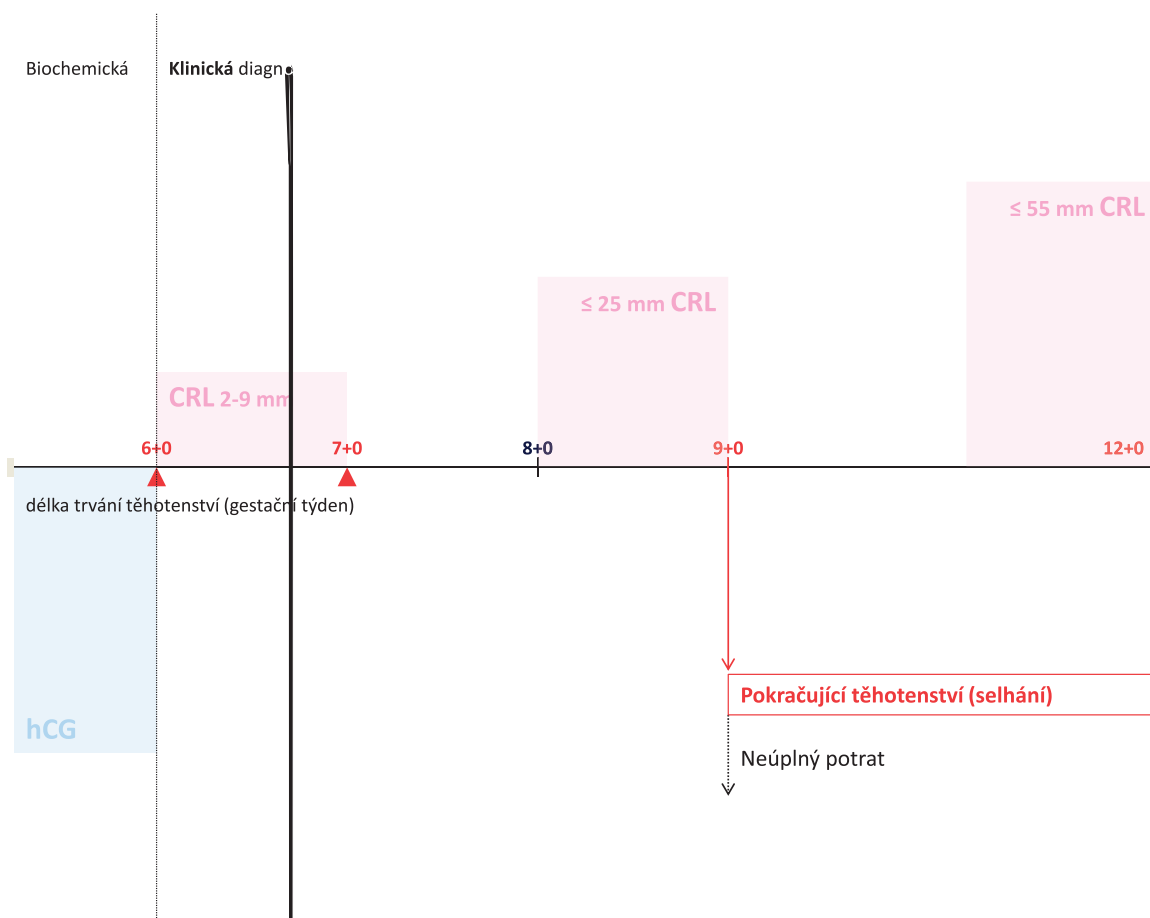 Biochemická
Klinická diagn
≤ 55 mm CRL
≤ 25 mm CRL
CRL 2-9 mm
6+0
7+0
8+0
9+0
12+0
délka trvání těhotenství (gestační týden)
Pokračující těhotenství (selhání)
hCG
Neúplný potrat